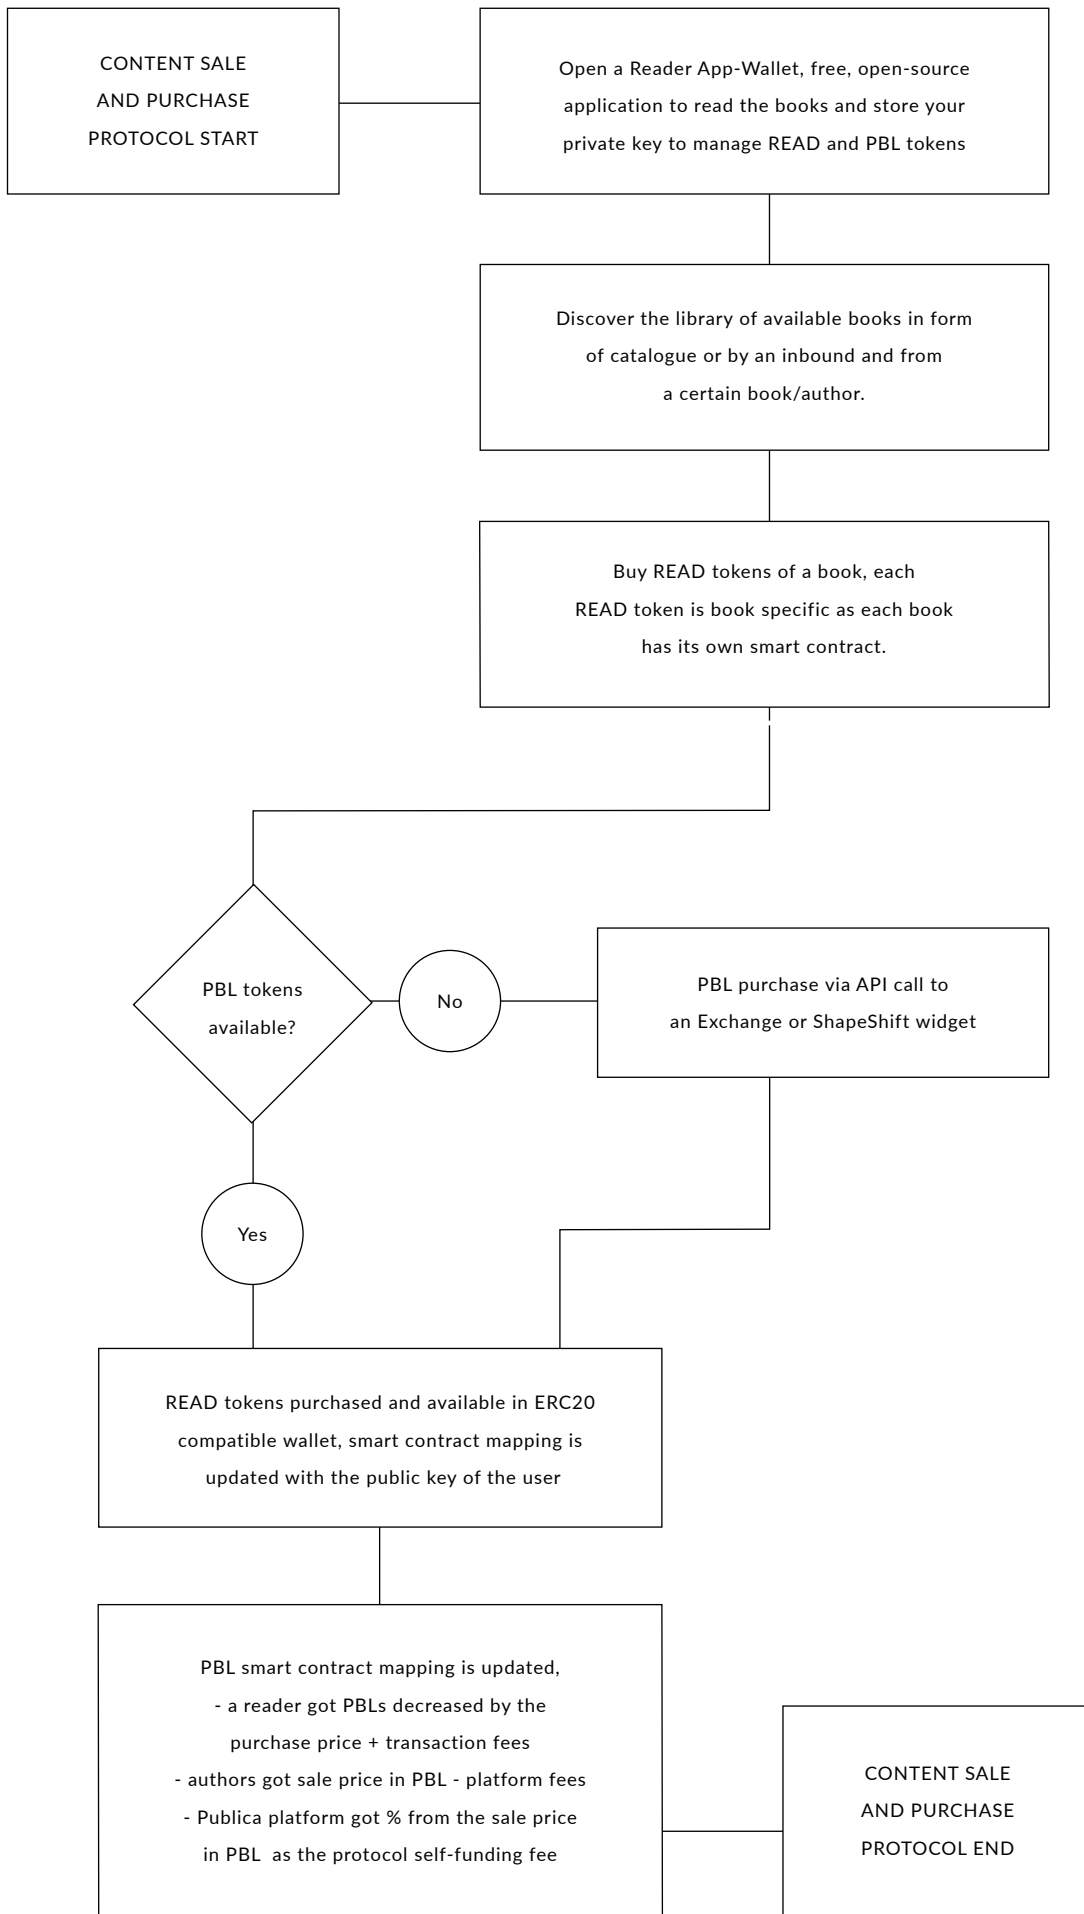 CONTENT SALE
AND PURCHASE
PROTOCOL START
Open a Reader App-Wallet, free, open-source
application to read the books and store your
private key to manage READ and PBL tokens
Discover the library of available books in form
of catalogue or by an inbound and from
a certain book/author.
Buy READ tokens of a book, each
READ token is book specific as each book
has its own smart contract.
PBL tokens
available?
No
PBL purchase via API call to
an Exchange or ShapeShift widget
Yes
READ tokens purchased and available in ERC20
compatible wallet, smart contract mapping is
updated with the public key of the user
PBL smart contract mapping is updated,
- a reader got PBLs decreased by the
purchase price + transaction fees
- authors got sale price in PBL - platform fees
- Publica platform got % from the sale price
in PBL as the protocol self-funding fee
CONTENT SALE
AND PURCHASE
PROTOCOL END